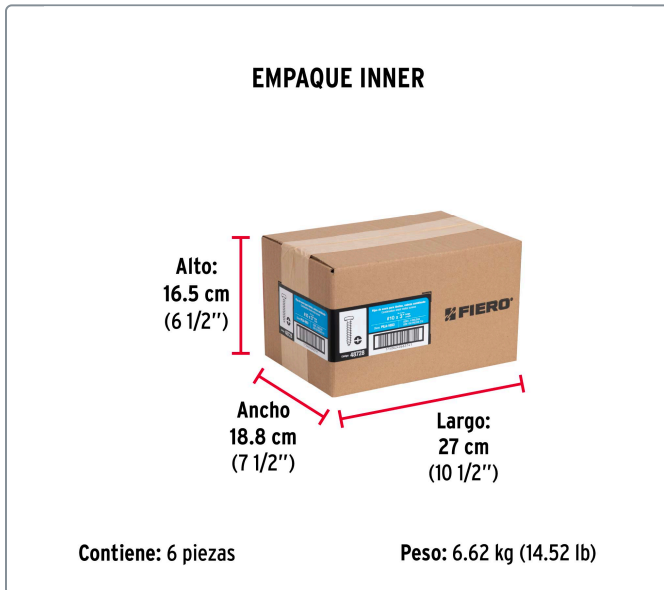 EMPAQUE INNER
Alto:
16.5 cm
(6 1/2’’)
FIERO
48728
Ancho
18.8 cm
(7 1/2’’)
Largo:
27 cm
(10 1/2’’)
Contiene: 6 piezas
Peso: 6.62 kg (14.52 lb)